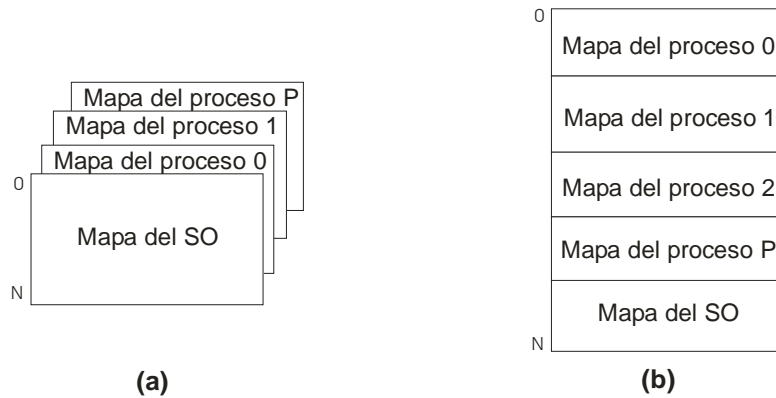 Mapa del proceso P
Mapa del proceso 1
Mapa del proceso 0
0
Mapa del SO
N
(a)
0
Mapa del proceso 0
Mapa del proceso 1
Mapa del proceso 2
Mapa del proceso P
Mapa del SO
N
(b)